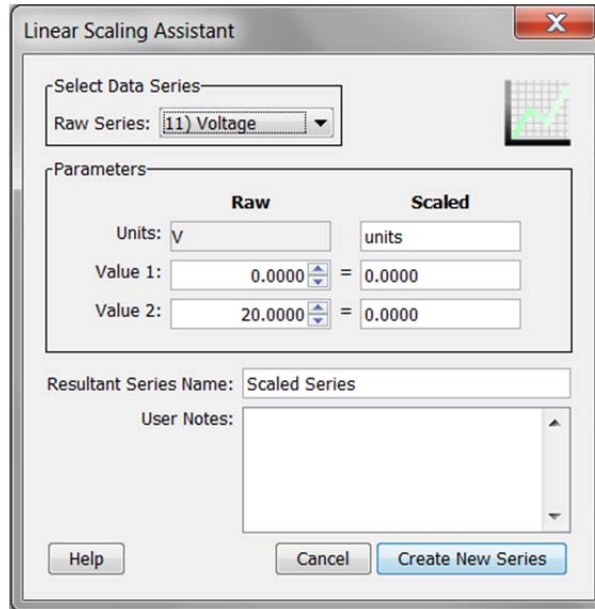 Linear Scaling Assistant
X
Select Data Series
Raw Series: 11) Voltage
Parameters
Raw Scaled
Units: V units
Value 1: 0.0000 = 0.0000
Value 2: 20.0000 = 0.0000
Resultant Series Name: Scaled Series
User Notes:
Help Cancel Create New Series